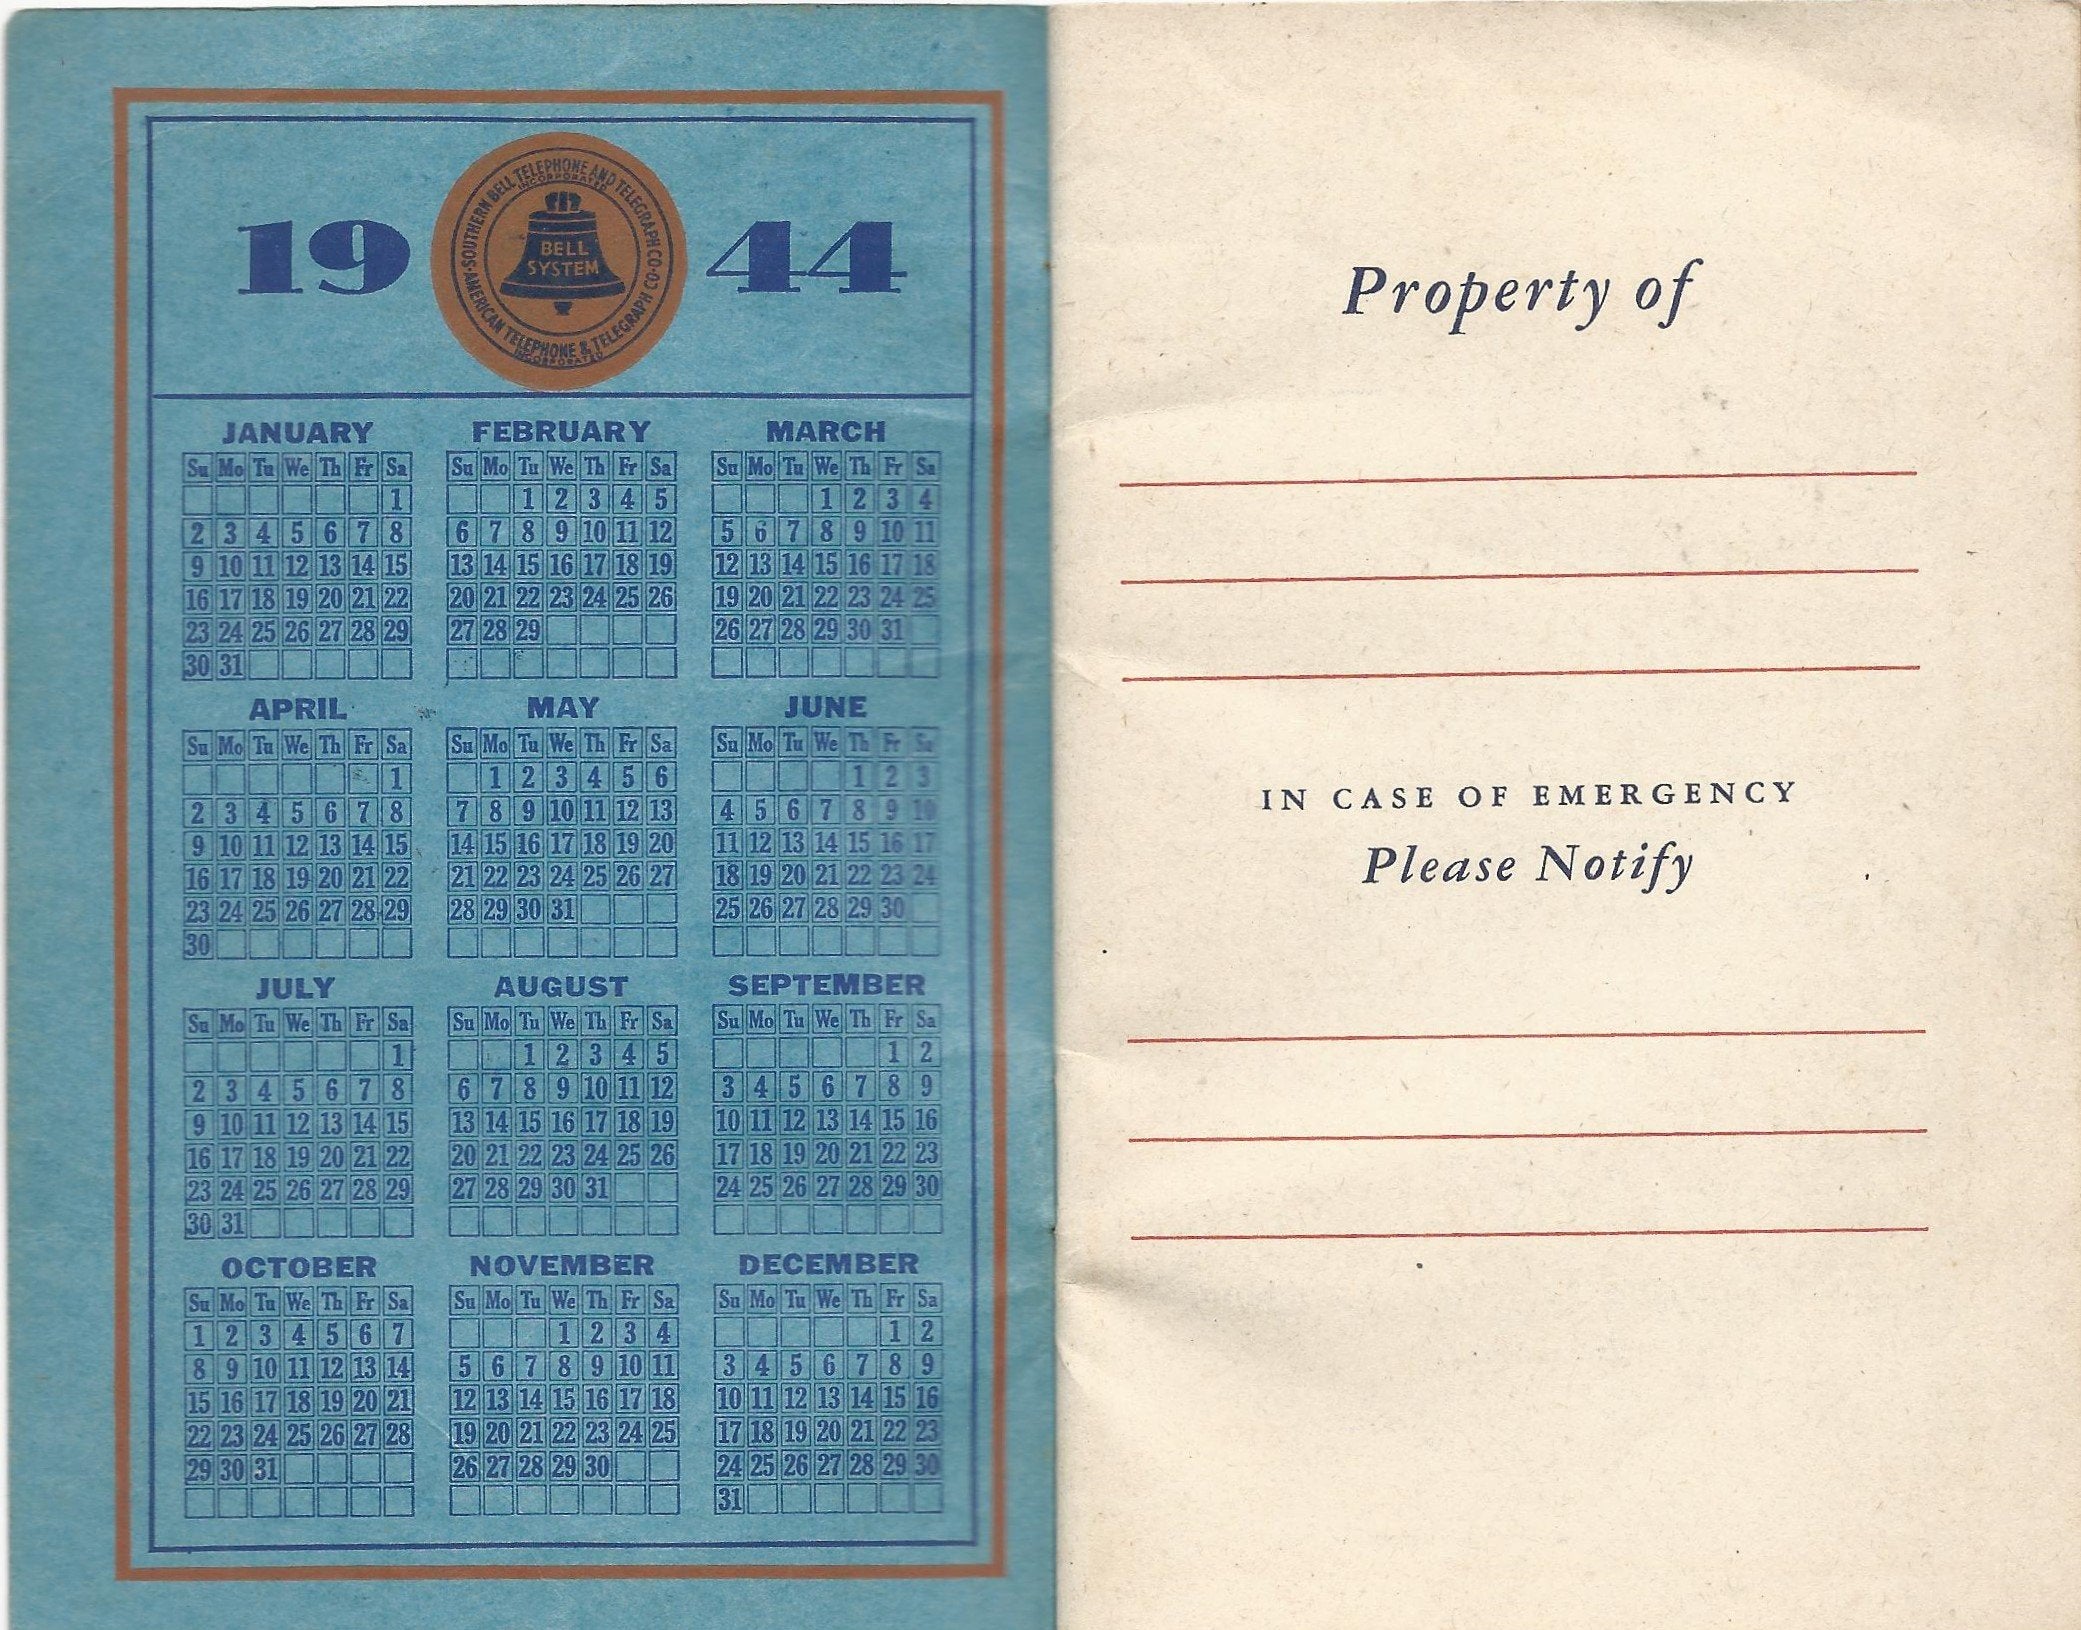 19 44
SOUTHERN BELL TELEPHONE AND TELEGRAPH CO.
INCORPORATED
BELL
SYSTEM
AMERICAN TELEPHONE & TELEGRAPH CO.
INCORPORATED
JANUARY FEBRUARY MARCH
Su Mo Tu We Th Fr Sa Su Mo Tu We Th Fr Sa Su Mo Tu We Th Fr Sa
1 1 2 3 4 5 1 2 3 4
2 3 4 5 6 7 8 6 7 8 9 10 11 12 5 6 7 8 9 10 11
9 10 11 12 13 14 15 13 14 15 16 17 18 19 12 13 14 15 16 17 18
16 17 18 19 20 21 22 20 21 22 23 24 25 26 19 20 21 22 23 24 25
23 24 25 26 27 28 29 27 28 29 26 27 28 29 30 31
30 31
APRIL MAY JUNE
Su Mo Tu We Th Fr Sa Su Mo Tu We Th Fr Sa Su Mo Tu We Th Fr Sa
1 1 2 3 4 5 6 1 2 3
2 3 4 5 6 7 8 7 8 9 10 11 12 13 4 5 6 7 8 9 10
9 10 11 12 13 14 15 14 15 16 17 18 19 20 11 12 13 14 15 16 17
16 17 18 19 20 21 22 21 22 23 24 25 26 27 18 19 20 21 22 23 24
23 24 25 26 27 28 29 28 29 30 31 25 26 27 28 29 30
30
JULY AUGUST SEPTEMBER
Su Mo Tu We Th Fr Sa Su Mo Tu We Th Fr Sa Su Mo Tu We Th Fr Sa
1 1 2 3 4 5 1 2
2 3 4 5 6 7 8 6 7 8 9 10 11 12 3 4 5 6 7 8 9
9 10 11 12 13 14 15 13 14 15 16 17 18 19 10 11 12 13 14 15 16
16 17 18 19 20 21 22 20 21 22 23 24 25 26 17 18 19 20 21 22 23
23 24 25 26 27 28 29 27 28 29 30 31 24 25 26 27 28 29 30
30 31
OCTOBER NOVEMBER DECEMBER
Su Mo Tu We Th Fr Sa Su Mo Tu We Th Fr Sa Su Mo Tu We Th Fr Sa
1 2 3 4 5 6 7 1 2 3 4 1 2
8 9 10 11 12 13 14 5 6 7 8 9 10 11 3 4 5 6 7 8 9
15 16 17 18 19 20 21 12 13 14 15 16 17 18 10 11 12 13 14 15 16
22 23 24 25 26 27 28 19 20 21 22 23 24 25 17 18 19 20 21 22 23
29 30 31 26 27 28 29 30 24 25 26 27 28 29 30
31
Property of
IN CASE OF EMERGENCY
Please Notify